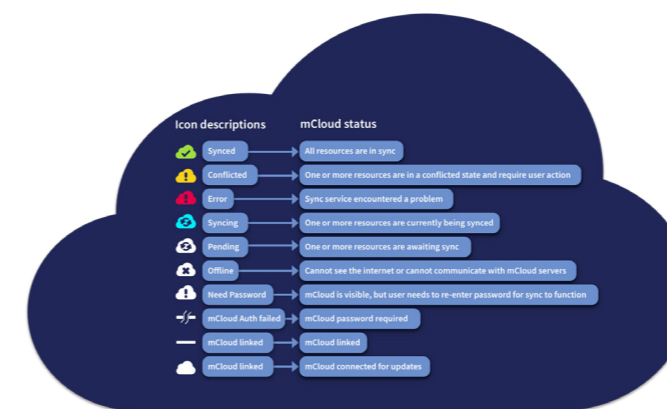 Icon descriptions mCloud status
Synced All resources are in sync
Conflicted One or more resources are in a conflicted state and require user action
Error Sync service encountered a problem
Syncing One or more resources are currently being synced
Pending One or more resources are awaiting sync
Offline Cannot see the internet or cannot communicate with mCloud servers
Need Password mCloud is visible, but user needs to re-enter password for sync to function
mCloud Auth failed mCloud password required
mCloud linked mCloud linked
mCloud linked mCloud connected for updates